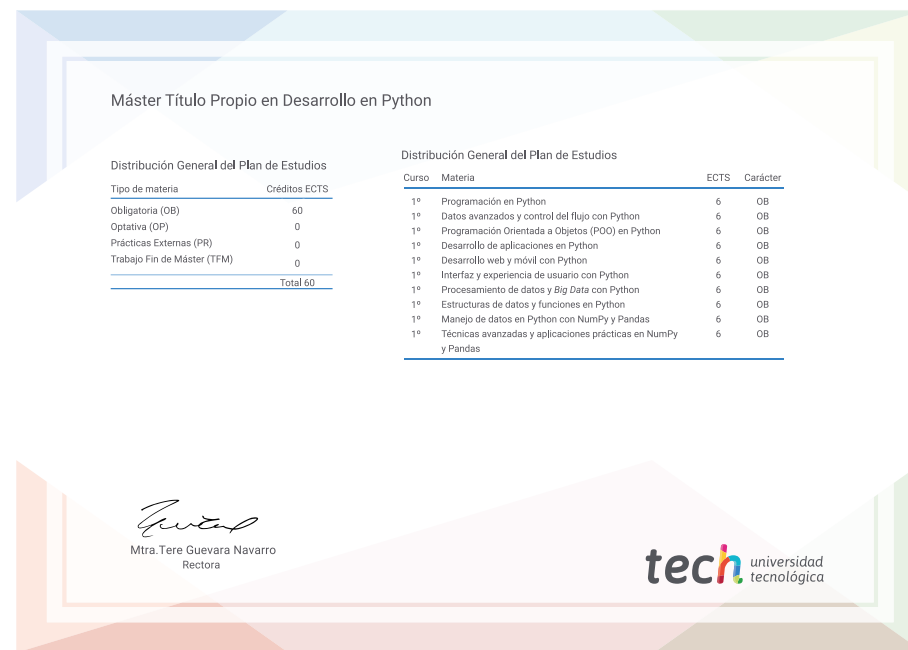 Máster Título Propio en Desarrollo en Python
Distribución General del Plan de Estudios
Tipo de materia Créditos ECTS
Obligatoria (OB) 60
Optativa (OP) 0
Prácticas Externas (PR) 0
Trabajo Fin de Máster (TFM) 0
Total 60
Distribución General del Plan de Estudios
Curso Materia ECTS Carácter
1º Programación en Python 6 OB
1º Datos avanzados y control del flujo con Python 6 OB
1º Programación Orientada a Objetos (POO) en Python 6 OB
1º Desarrollo de aplicaciones en Python 6 OB
1º Desarrollo web y móvil con Python 6 OB
1º Interfaz y experiencia de usuario con Python 6 OB
1º Procesamiento de datos y Big Data con Python 6 OB
1º Estructuras de datos y funciones en Python 6 OB
1º Manejo de datos en Python con NumPy y Pandas 6 OB
1º Técnicas avanzadas y aplicaciones prácticas en NumPy 6 OB
y Pandas
Mtra.Tere Guevara Navarro
Rectora
tech universidad
tecnológica